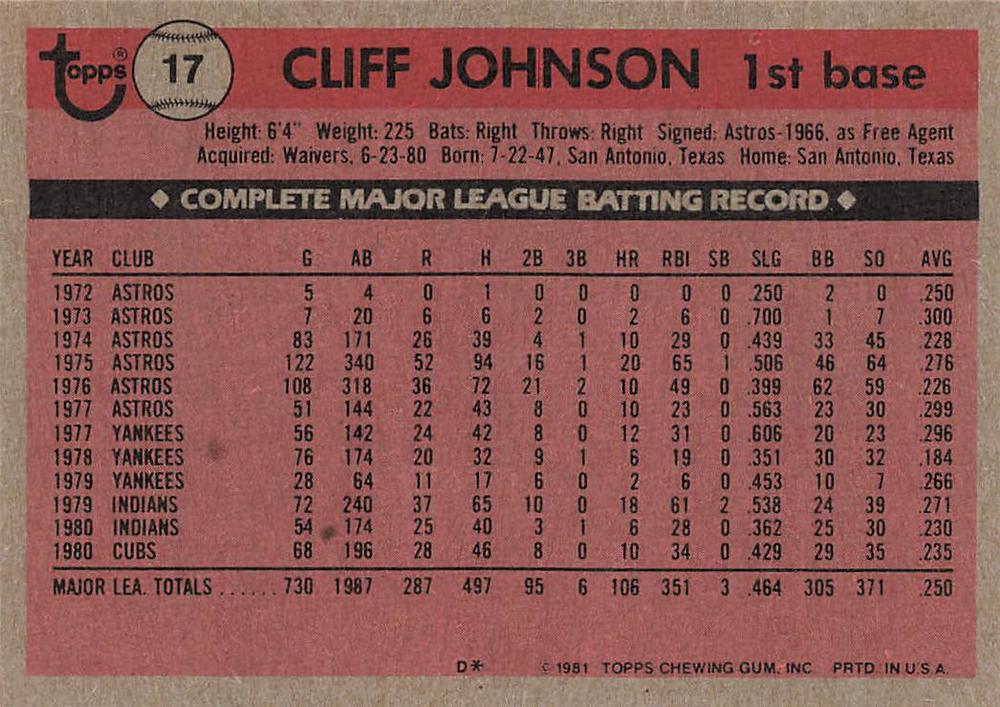 Topps® 17 CLIFF JOHNSON 1st base
Height: 6'4" Weight: 225 Bats: Right Throws: Right Signed: Astros-1966, as Free Agent
Acquired: Waivers, 6-23-80 Born: 7-22-47, San Antonio, Texas Home: San Antonio, Texas
◆ COMPLETE MAJOR LEAGUE BATTING RECORD ◆
YEAR CLUB G AB R H 2B 3B HR RBI SB SLG BB SO AVG
1972 ASTROS 5 4 0 1 0 0 0 0 0 .250 2 0 .250
1973 ASTROS 7 20 6 6 2 0 2 6 0 .700 1 7 .300
1974 ASTROS 83 171 26 39 4 1 10 29 0 .439 33 45 .228
1975 ASTROS 122 340 52 94 16 1 20 65 1 .506 46 64 .276
1976 ASTROS 108 318 36 72 21 2 10 49 0 .399 62 59 .226
1977 ASTROS 51 144 22 43 8 0 10 23 0 .563 23 30 .299
1977 YANKEES 56 142 24 42 8 0 12 31 0 .606 20 23 .296
1978 YANKEES 76 174 20 32 9 1 6 19 0 .351 30 32 .184
1979 YANKEES 28 64 11 17 6 0 2 6 0 .453 10 7 .266
1979 INDIANS 72 240 37 65 10 0 18 61 2 .538 24 39 .271
1980 INDIANS 54 174 25 40 3 1 6 28 0 .362 25 30 .230
1980 CUBS 68 196 28 46 8 0 10 34 0 .429 29 35 .235
MAJOR LEA. TOTALS ...... 730 1987 287 497 95 6 106 351 3 .464 305 371 .250
D* © 1981 TOPPS CHEWING GUM, INC. PRTD. IN U.S.A.